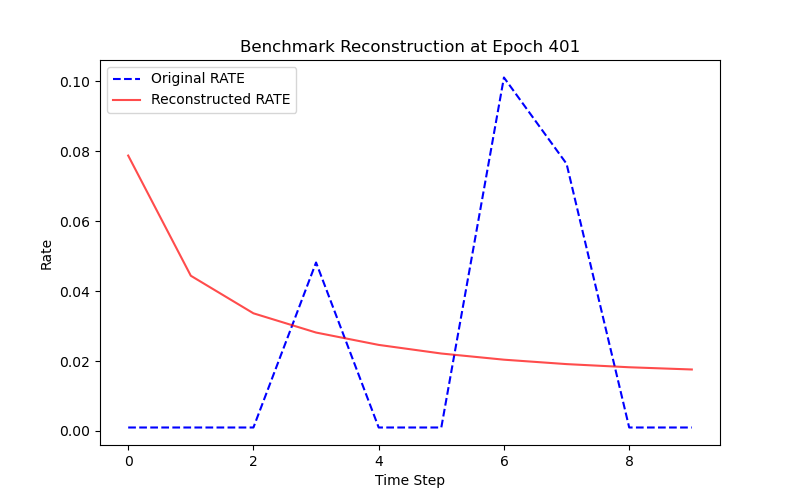 Benchmark Reconstruction at Epoch 401
Original RATE
Reconstructed RATE
0.10
0.08
0.06
0.04
0.02
0.00
Rate
0 2 4 6 8
Time Step